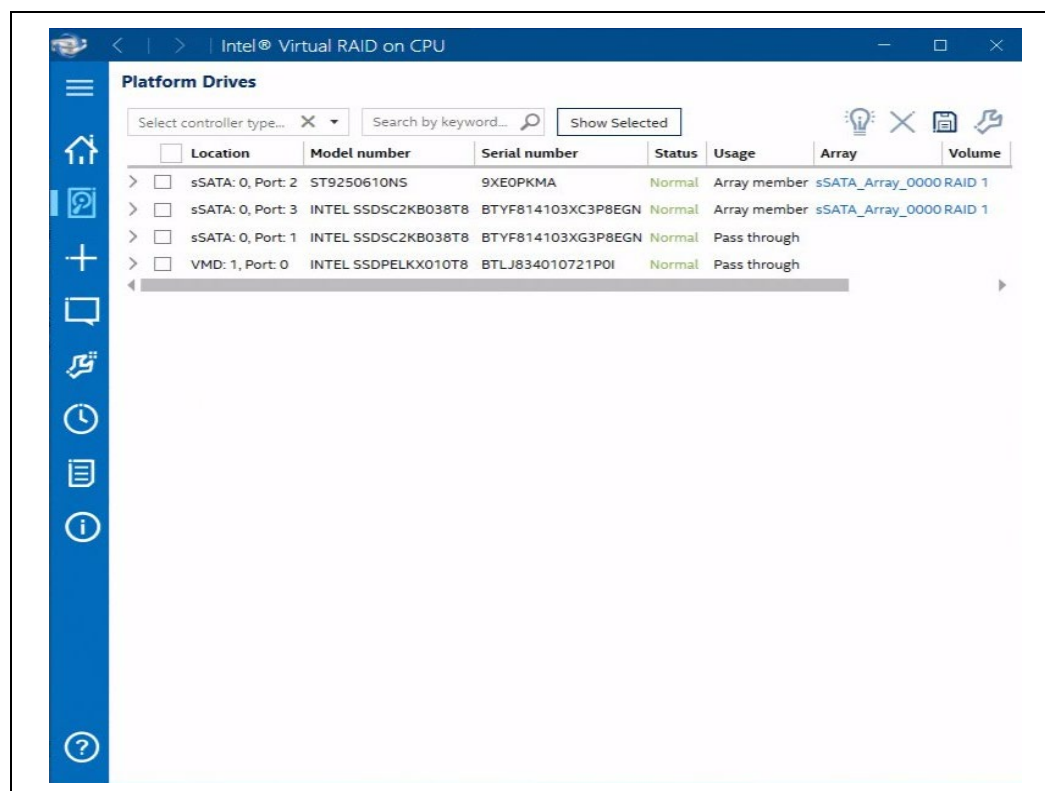 Intel® Virtual RAID on CPU
Platform Drives
Select controller type... Search by keyword... Show Selected
Location Model number Serial number Status Usage Array Volume
sSATA: 0, Port: 2 ST9250610NS 9XE0PKMA Normal Array member sSATA_Array_0000 RAID 1
sSATA: 0, Port: 3 INTEL SSDSC2KB038T8 BTYF814103XC3P8EGN Normal Array member sSATA_Array_0000 RAID 1
sSATA: 0, Port: 1 INTEL SSDSC2KB038T8 BTYF814103XG3P8EGN Normal Pass through
VMD: 1, Port: 0 INTEL SSDPELKX010T8 BTLJ834010721P0I Normal Pass through